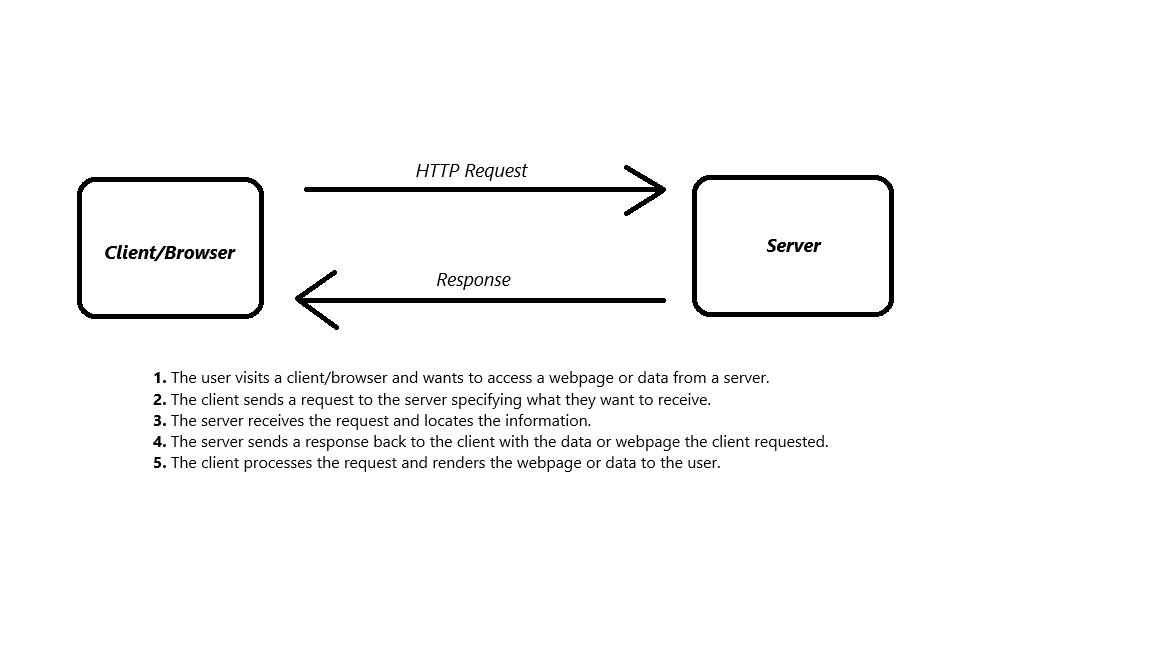 HTTP Request
Client/Browser
Server
Response
1. The user visits a client/browser and wants to access a webpage or data from a server.
2. The client sends a request to the server specifying what they want to receive.
3. The server receives the request and locates the information.
4. The server sends a response back to the client with the data or webpage the client requested.
5. The client processes the request and renders the webpage or data to the user.